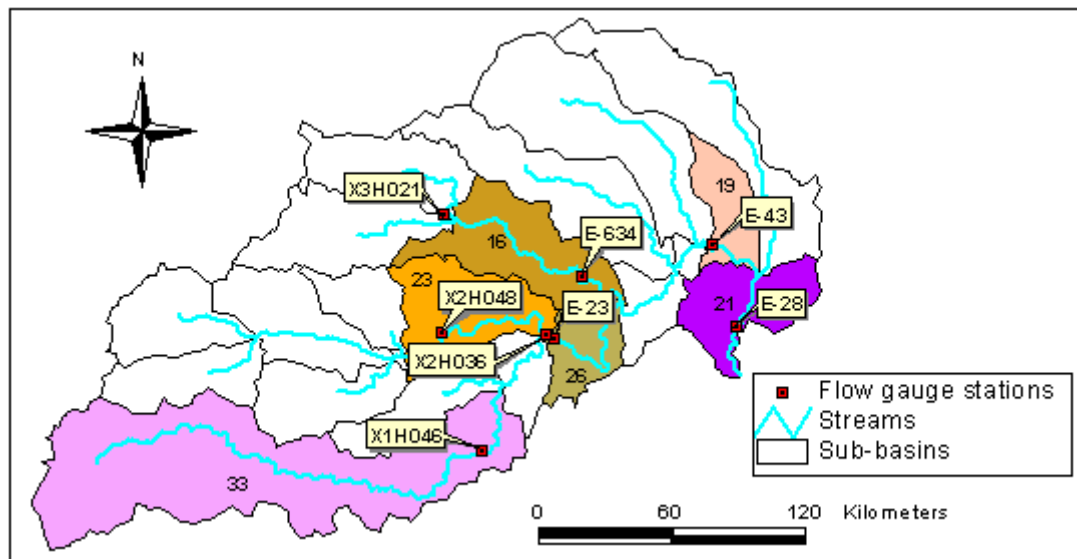 N
X3H021
19
E-43
16
E-634
23
X2H048
E-23
21
E-28
X2H036
26
X1H046
33
Flow gauge stations
Streams
Sub-basins
0 60 120 Kilometers